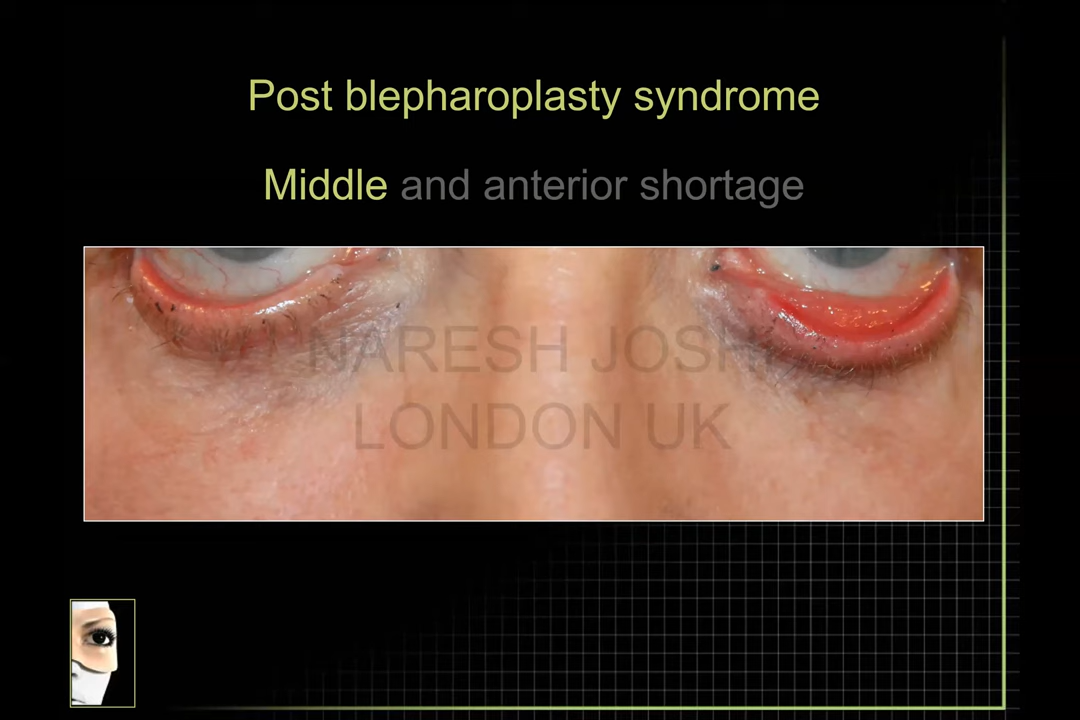 Post blepharoplasty syndrome
Middle and anterior shortage
NARESH JOSHI
LONDON UK